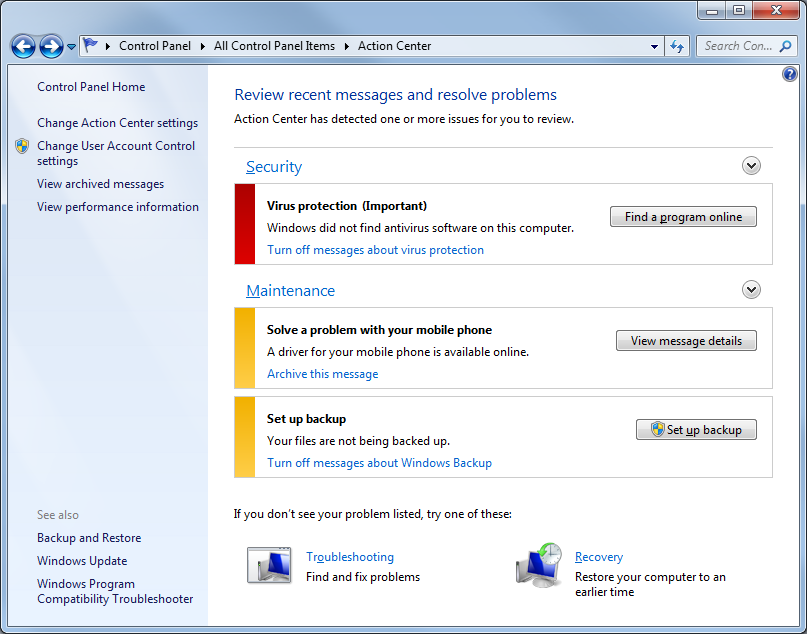 Control Panel
All Control Panel Items
Action Center
Search Con...
Control Panel Home
Change Action Center settings
Change User Account Control
settings
View archived messages
View performance information
Review recent messages and resolve problems
Action Center has detected one or more issues for you to review.
Security
Virus protection (Important)
Windows did not find antivirus software on this computer.
Turn off messages about virus protection
Find a program online
Maintenance
Solve a problem with your mobile phone
A driver for your mobile phone is available online.
Archive this message
View message details
Set up backup
Your files are not being backed up.
Turn off messages about Windows Backup
Set up backup
See also
Backup and Restore
Windows Update
Windows Program
Compatibility Troubleshooter
If you don't see your problem listed, try one of these:
Troubleshooting
Find and fix problems
Recovery
Restore your computer to an
earlier time